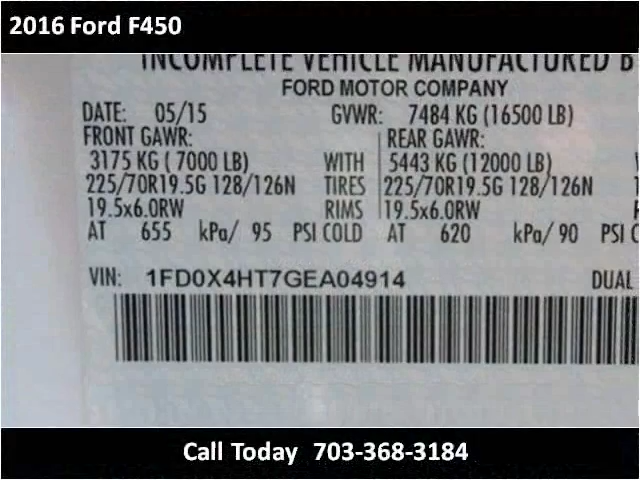 2016 Ford F450
INCOMPLETE VEHICLE MANUFACTURED B
FORD MOTOR COMPANY
DATE: 05/15 GVWR: 7484 KG (16500 LB)
FRONT GAWR: REAR GAWR:
3175 KG ( 7000 LB) WITH 5443 KG (12000 LB)
225/70R19.5G 128/126N TIRES 225/70R19.5G 128/126N
19.5x6.0RW RIMS 19.5x6.0RW
AT 655 kPa/ 95 PSI COLD AT 620 kPa/ 90 PSI C
VIN: 1FD0X4HT7GEA04914 DUAL
Call Today 703-368-3184